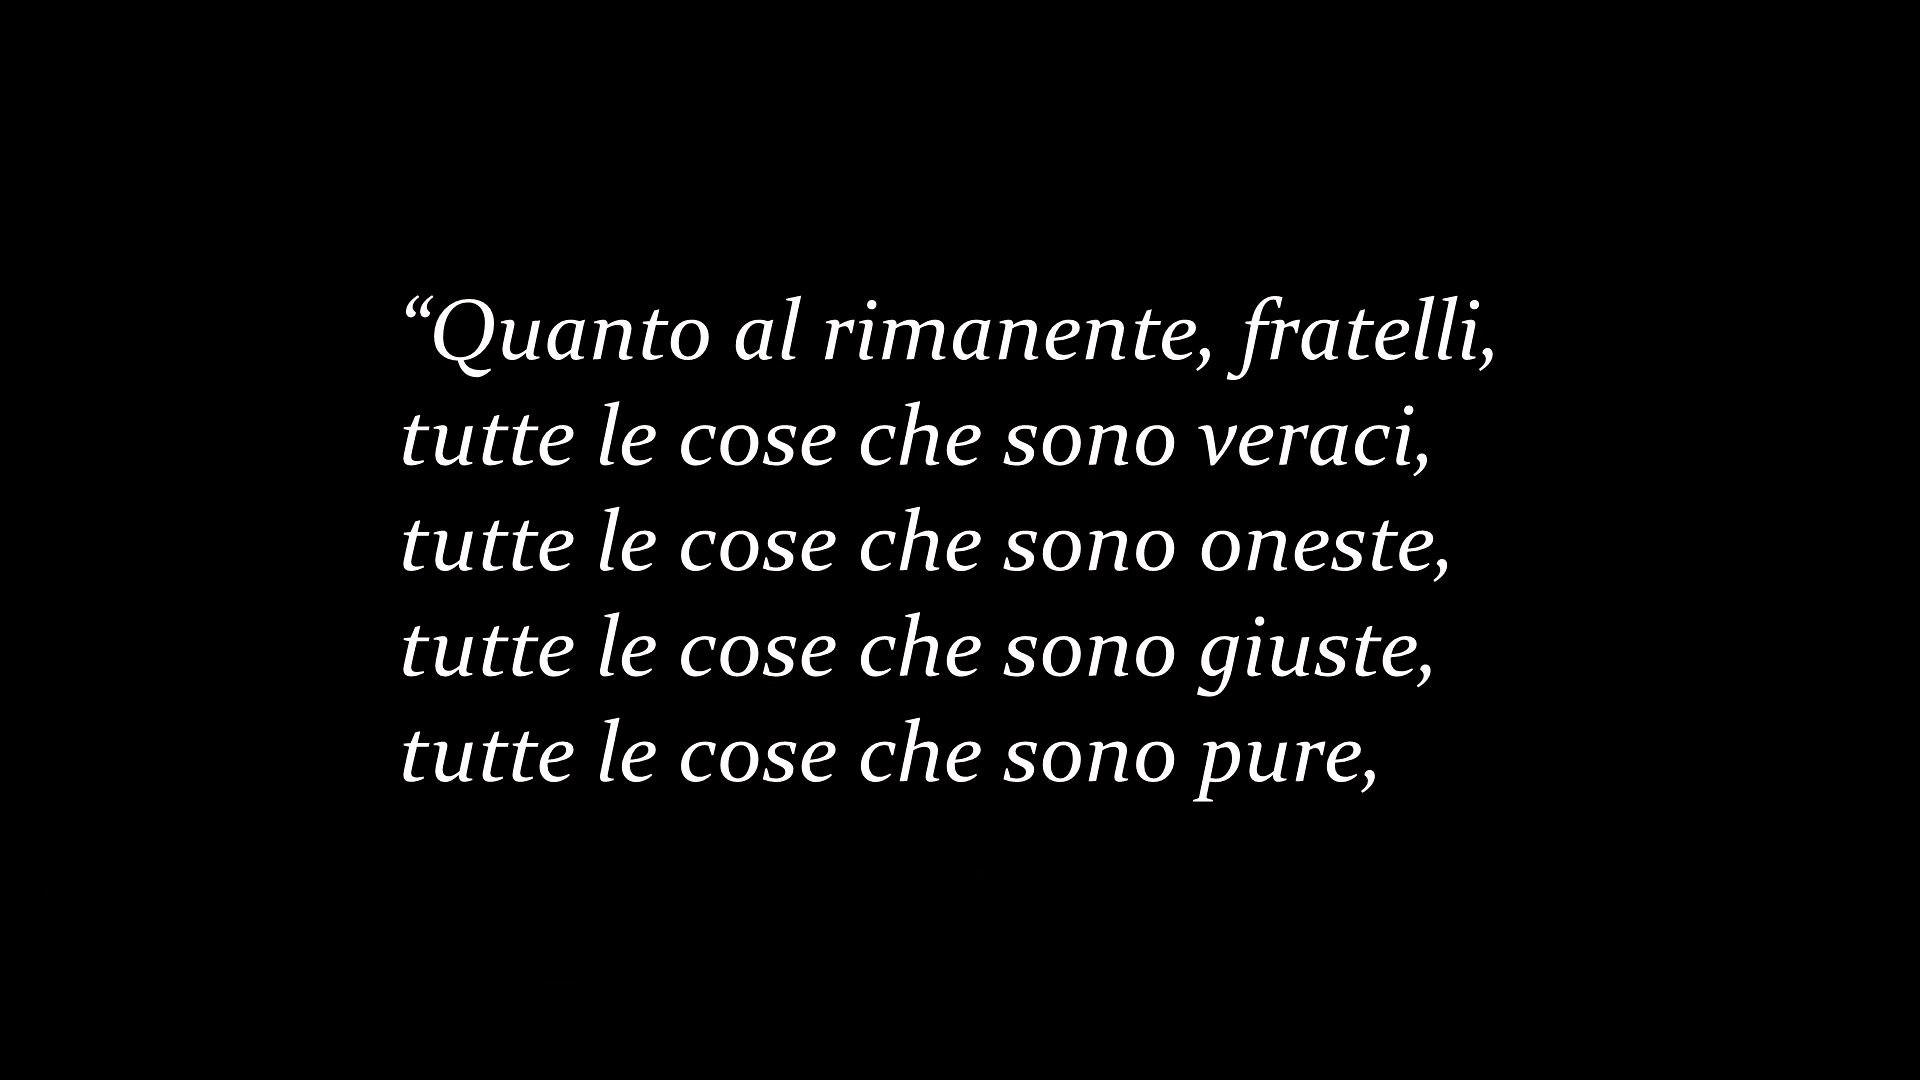 “Quanto al rimanente, fratelli,
tutte le cose che sono veraci,
tutte le cose che sono oneste,
tutte le cose che sono giuste,
tutte le cose che sono pure,